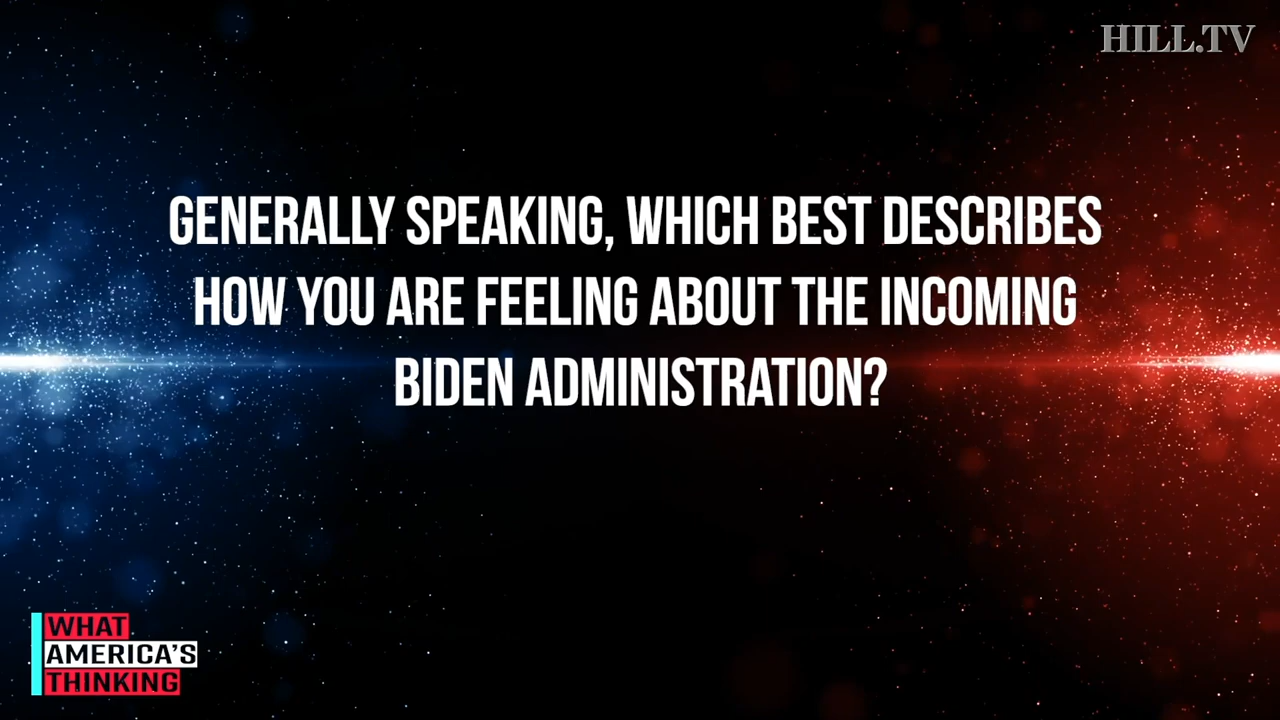 HILL.TV
GENERALLY SPEAKING, WHICH BEST DESCRIBES
HOW YOU ARE FEELING ABOUT THE INCOMING
BIDEN ADMINISTRATION?
WHAT
AMERICA'S
THINKING